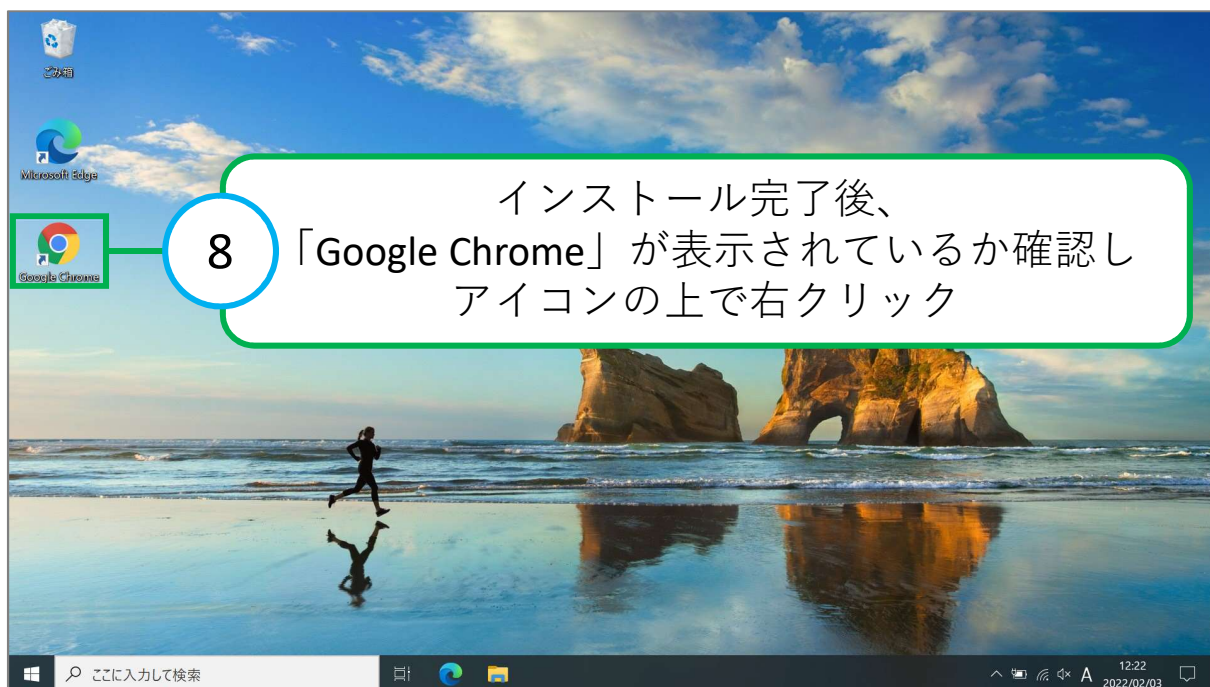 ごみ箱
Microsoft Edge
Google Chrome
8
インストール完了後、
「Google Chrome」が表示されているか確認し
アイコンの上で右クリック
ここに入力して検索
A
12:22
2022/02/03